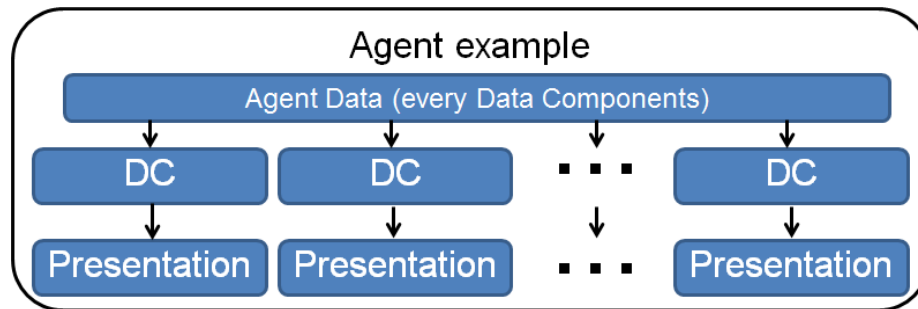 Agent example
Agent Data (every Data Components)
DC DC ... DC
Presentation Presentation ... Presentation